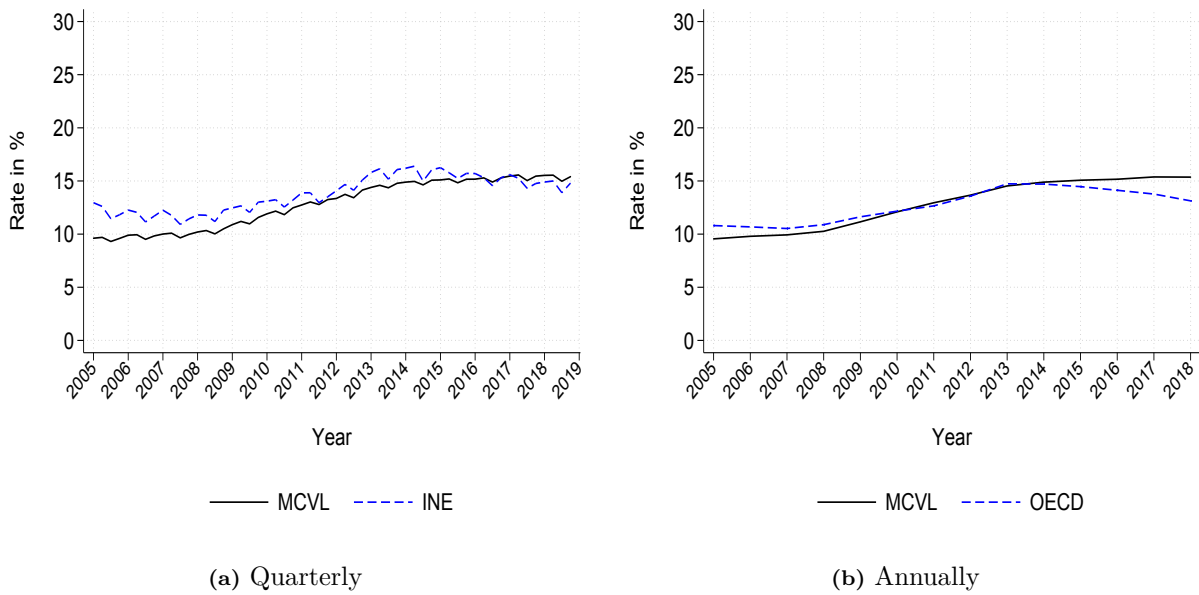 30
25
20
15
10
5
0
Rate in %
2005 2006 2007 2008 2009 2010 2011 2012 2013 2014 2015 2016 2017 2018 2019
Year
MCVL INE
(a) Quarterly
30
25
20
15
10
5
0
Rate in %
2005 2006 2007 2008 2009 2010 2011 2012 2013 2014 2015 2016 2017 2018
Year
MCVL OECD
(b) Annually